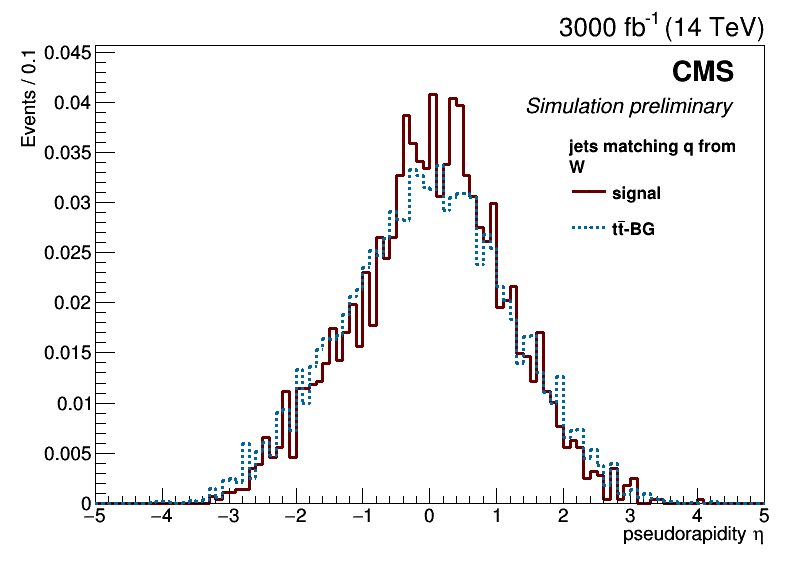 3000 fb⁻¹ (14 TeV)
Events / 0.1
CMS
Simulation preliminary
jets matching q from
W
signal
tt̄-BG
0.045
0.04
0.035
0.03
0.025
0.02
0.015
0.01
0.005
0
−5 −4 −3 −2 −1 0 1 2 3 4 5
pseudorapidity η